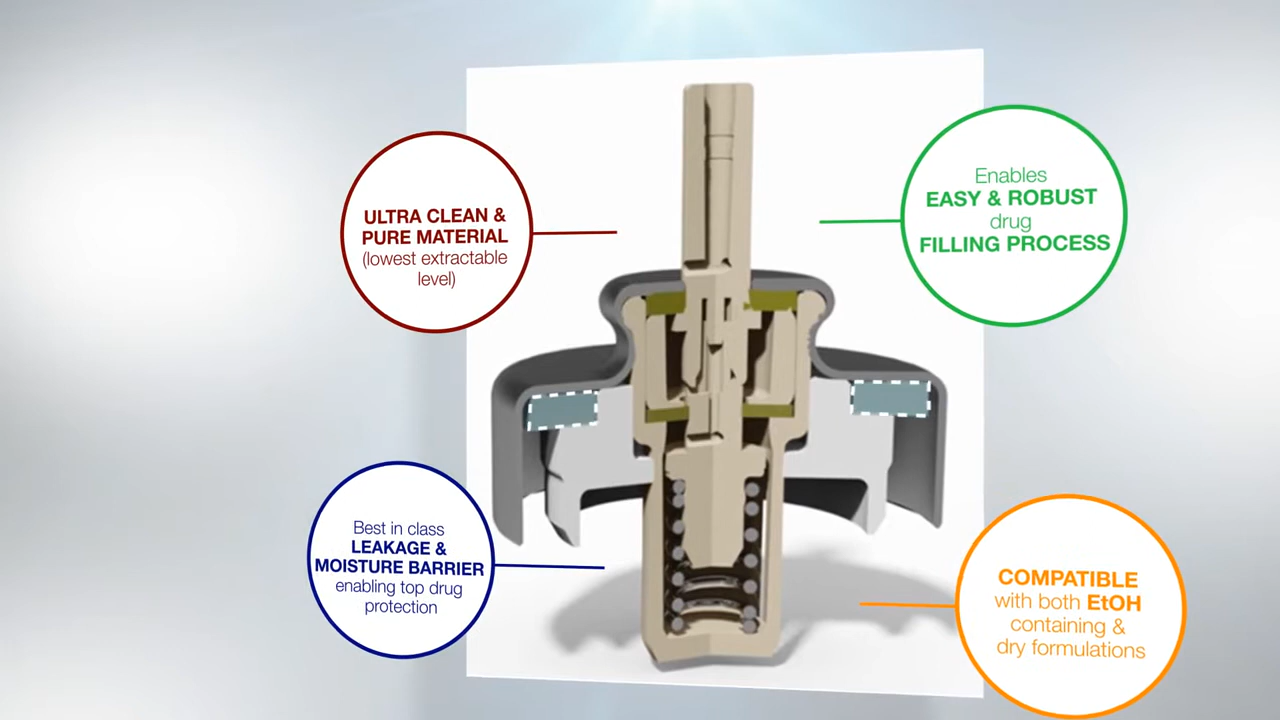 ULTRA CLEAN &
PURE MATERIAL
(lowest extractable
level)
Enables
EASY & ROBUST
drug
FILLING PROCESS
Best in class
LEAKAGE &
MOISTURE BARRIER
enabling top drug
protection
COMPATIBLE
with both EtOH
containing &
dry formulations